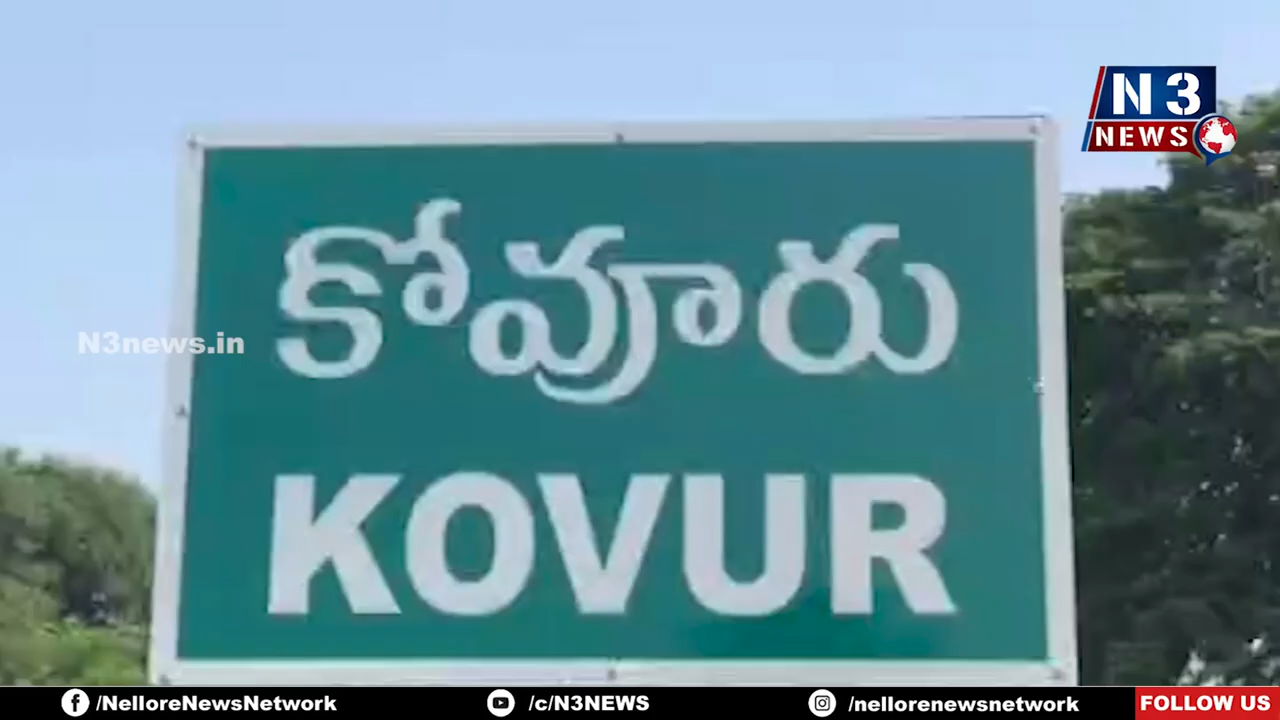 N3
NEWS
కోవూరు
N3news.in
KOVUR
/NelloreNewsNetwork
/c/N3NEWS
/nellorenewsnetwork
FOLLOW US